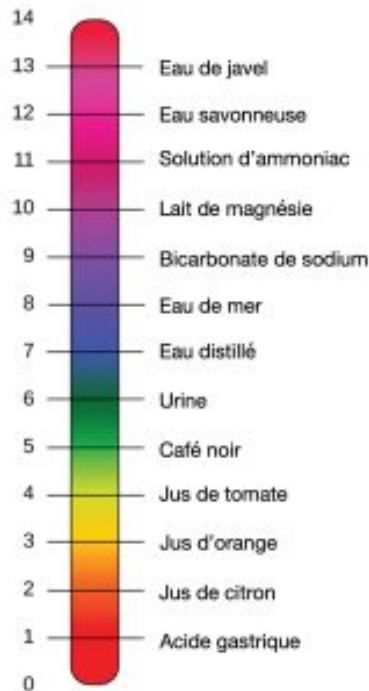 14
13 Eau de javel
12 Eau savonneuse
11 Solution d'ammoniac
10 Lait de magnésie
9 Bicarbonate de sodium
8 Eau de mer
7 Eau distillé
6 Urine
5 Café noir
4 Jus de tomate
3 Jus d'orange
2 Jus de citron
1 Acide gastrique
0